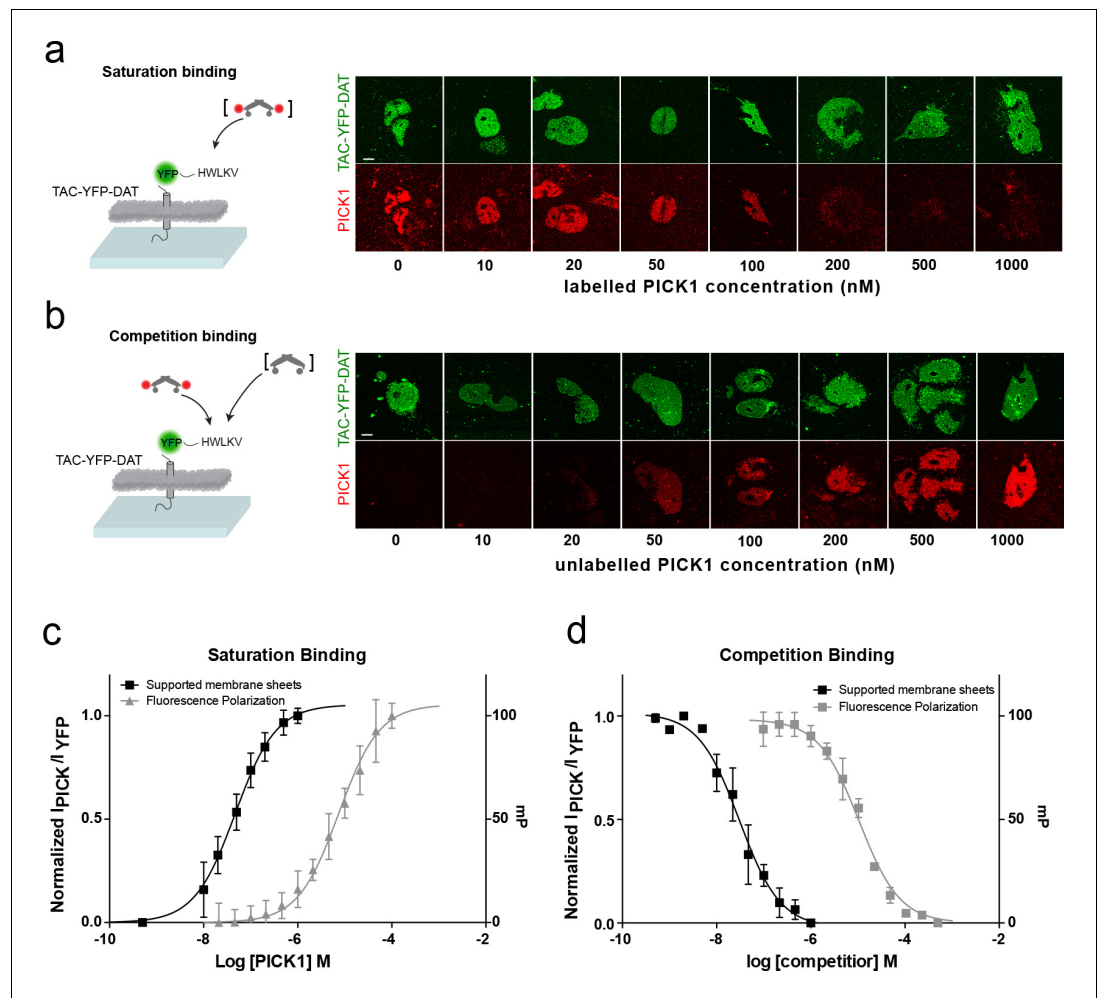 a
Saturation binding
[ ]
YFP
HWLKV
TAC-YFP-DAT
TAC-YFP-DAT
PICK1
0 10 20 50 100 200 500 1000
labelled PICK1 concentration (nM)
b
Competition binding
[ ]
YFP
HWLKV
TAC-YFP-DAT
TAC-YFP-DAT
PICK1
0 10 20 50 100 200 500 1000
unlabelled PICK1 concentration (nM)
c
Saturation Binding
Supported membrane sheets
Fluorescence Polarization
Normalized I PICK/I YFP
1.0
0.5
0.0
100
50
0
mP
-10 -8 -6 -4 -2
Log [PICK1] M
d
Competition Binding
Supported membrane sheets
Fluorescence Polarization
Normalized I PICK/I YFP
1.0
0.5
0.0
100
50
0
mP
-10 -8 -6 -4 -2
log [competitior] M